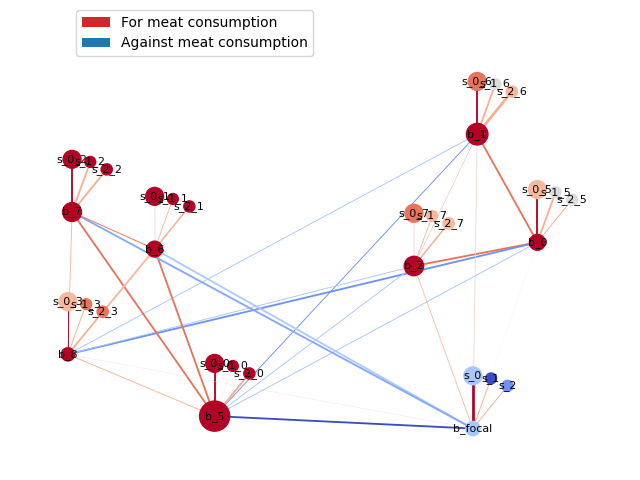 For meat consumption
Against meat consumption
s_0_6
s_1_6
s_2_6
b_1
s_0_2
s_1_2
s_2_2
b_7
s_0_1
s_1_1
s_2_1
b_6
s_0_5
s_1_5
s_2_5
b_0
s_0_7
s_1_7
s_2_7
b_2
s_0_3
s_1_3
s_2_3
b_8
s_0_0
s_1_0
s_2_0
b_5
s_0
s_1
s_2
b_focal